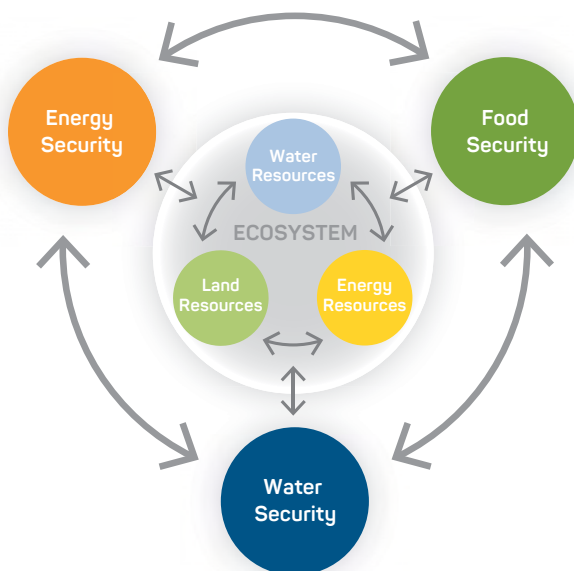 Energy
Security
Food
Security
Water
Resources
ECOSYSTEM
Land
Resources
Energy
Resources
Water
Security